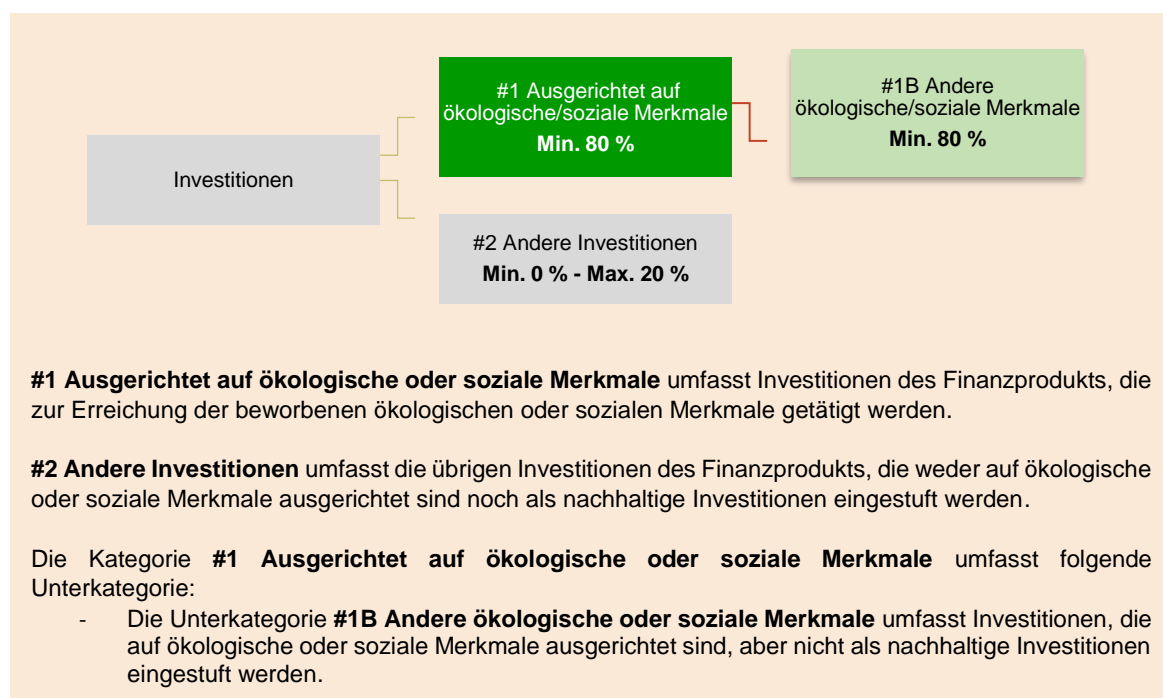 #1 Ausgerichtet auf
ökologische/soziale Merkmale
Min. 80 %
#1B Andere
ökologische/soziale Merkmale
Min. 80 %
Investitionen
#2 Andere Investitionen
Min. 0 % - Max. 20 %
#1 Ausgerichtet auf ökologische oder soziale Merkmale umfasst Investitionen des Finanzprodukts, die
zur Erreichung der beworbenen ökologischen oder sozialen Merkmale getätigt werden.
#2 Andere Investitionen umfasst die übrigen Investitionen des Finanzprodukts, die weder auf ökologische
oder soziale Merkmale ausgerichtet sind noch als nachhaltige Investitionen eingestuft werden.
Die Kategorie #1 Ausgerichtet auf ökologische oder soziale Merkmale umfasst folgende
Unterkategorie:
- Die Unterkategorie #1B Andere ökologische oder soziale Merkmale umfasst Investitionen, die
auf ökologische oder soziale Merkmale ausgerichtet sind, aber nicht als nachhaltige Investitionen
eingestuft werden.